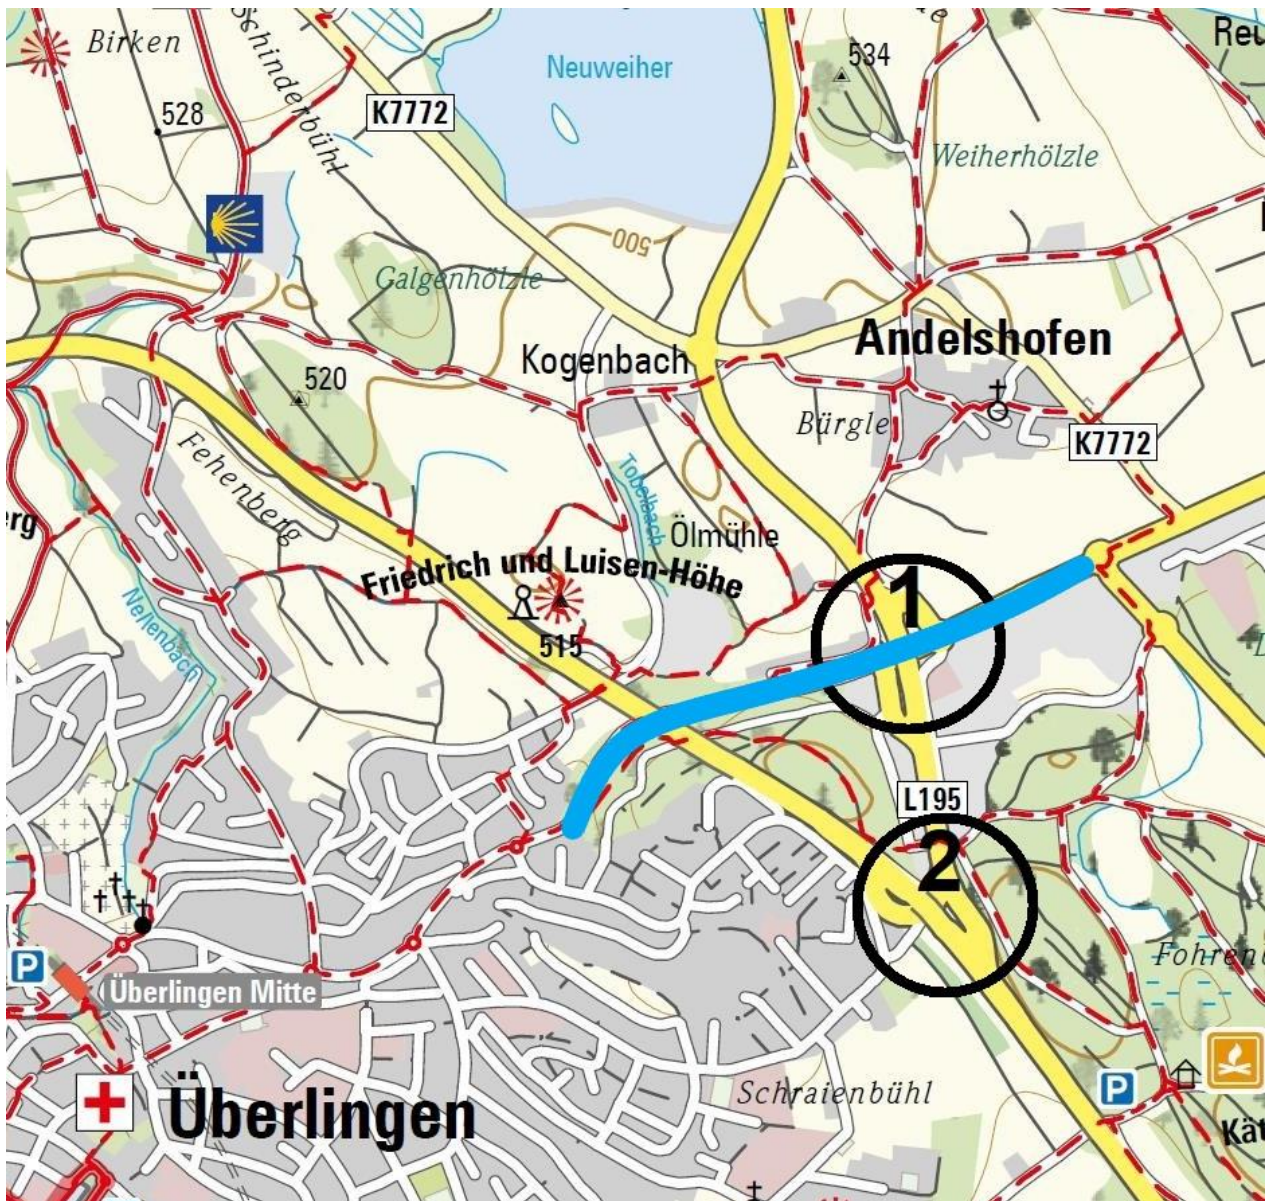 Birken
Schinderbühl
528
K7772
Neuweiher
534
Weiherhölzle
500
Galgenhölzle
Andelshofen
Kogenbach
520
Bürgle
K7772
Fehenberg
Tobelbach
Ölmühle
Friedrich und Luisen-Höhe
515
1
Nellenbach
L195
2
P
Überlingen Mitte
Überlingen
Schraienbühl
P